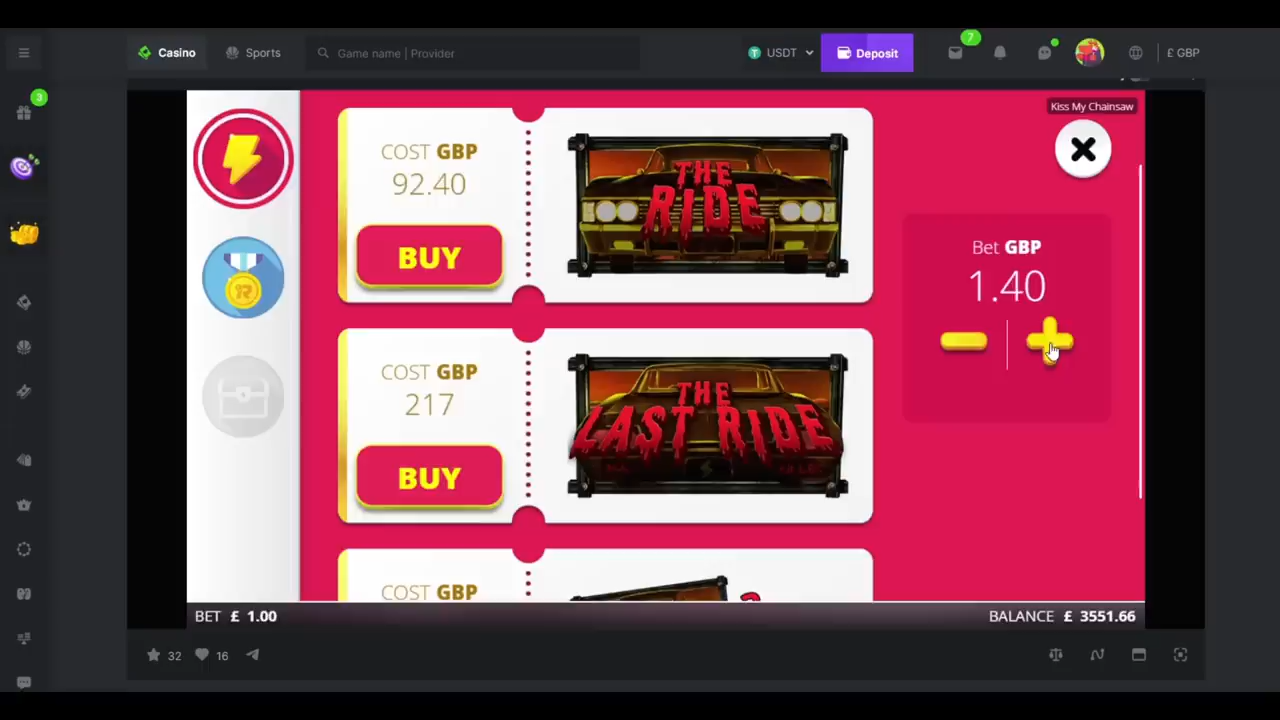 Casino
Sports
Game name | Provider
USDT
Deposit
7
£ GBP
3
Kiss My Chainsaw
COST GBP
92.40
BUY
THE
RIDE
Bet GBP
1.40
COST GBP
217
BUY
THE
LAST RIDE
COST GBP
BET £ 1.00
BALANCE £ 3551.66
32
16